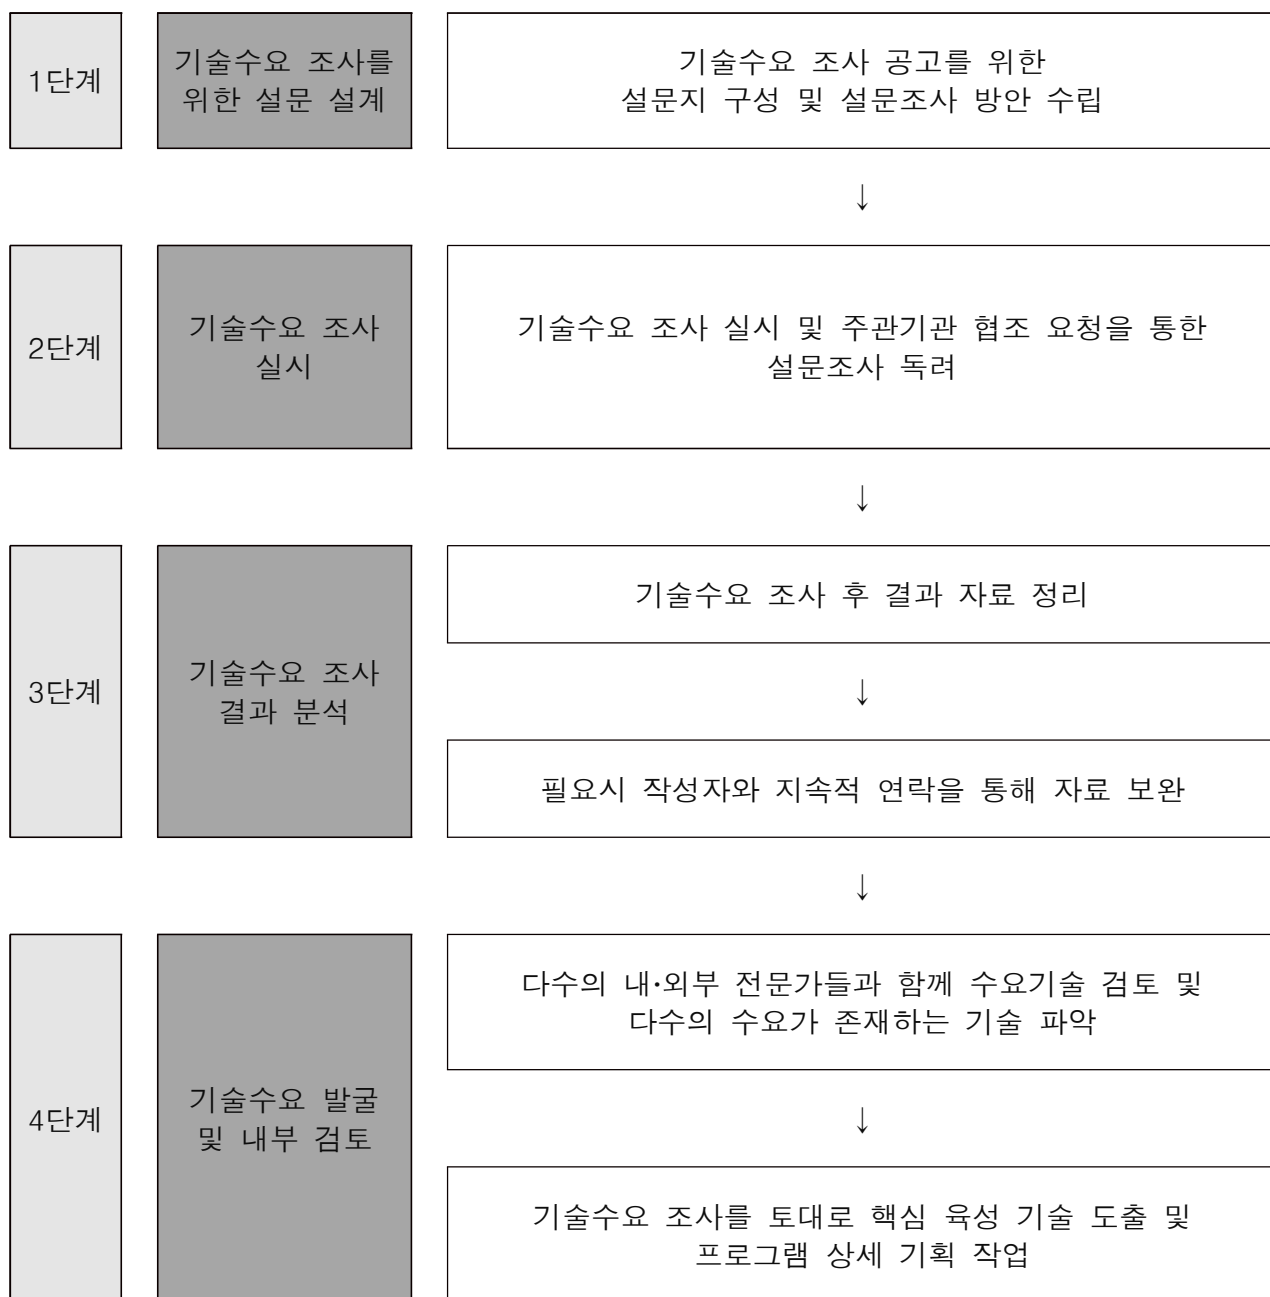 1단계
기술수요 조사를
위한 설문 설계
기술수요 조사 공고를 위한
설문지 구성 및 설문조사 방안 수립
↓
2단계
기술수요 조사
실시
기술수요 조사 실시 및 주관기관 협조 요청을 통한
설문조사 독려
↓
3단계
기술수요 조사
결과 분석
기술수요 조사 후 결과 자료 정리
↓
필요시 작성자와 지속적 연락을 통해 자료 보완
↓
4단계
기술수요 발굴
및 내부 검토
다수의 내·외부 전문가들과 함께 수요기술 검토 및
다수의 수요가 존재하는 기술 파악
↓
기술수요 조사를 토대로 핵심 육성 기술 도출 및
프로그램 상세 기획 작업